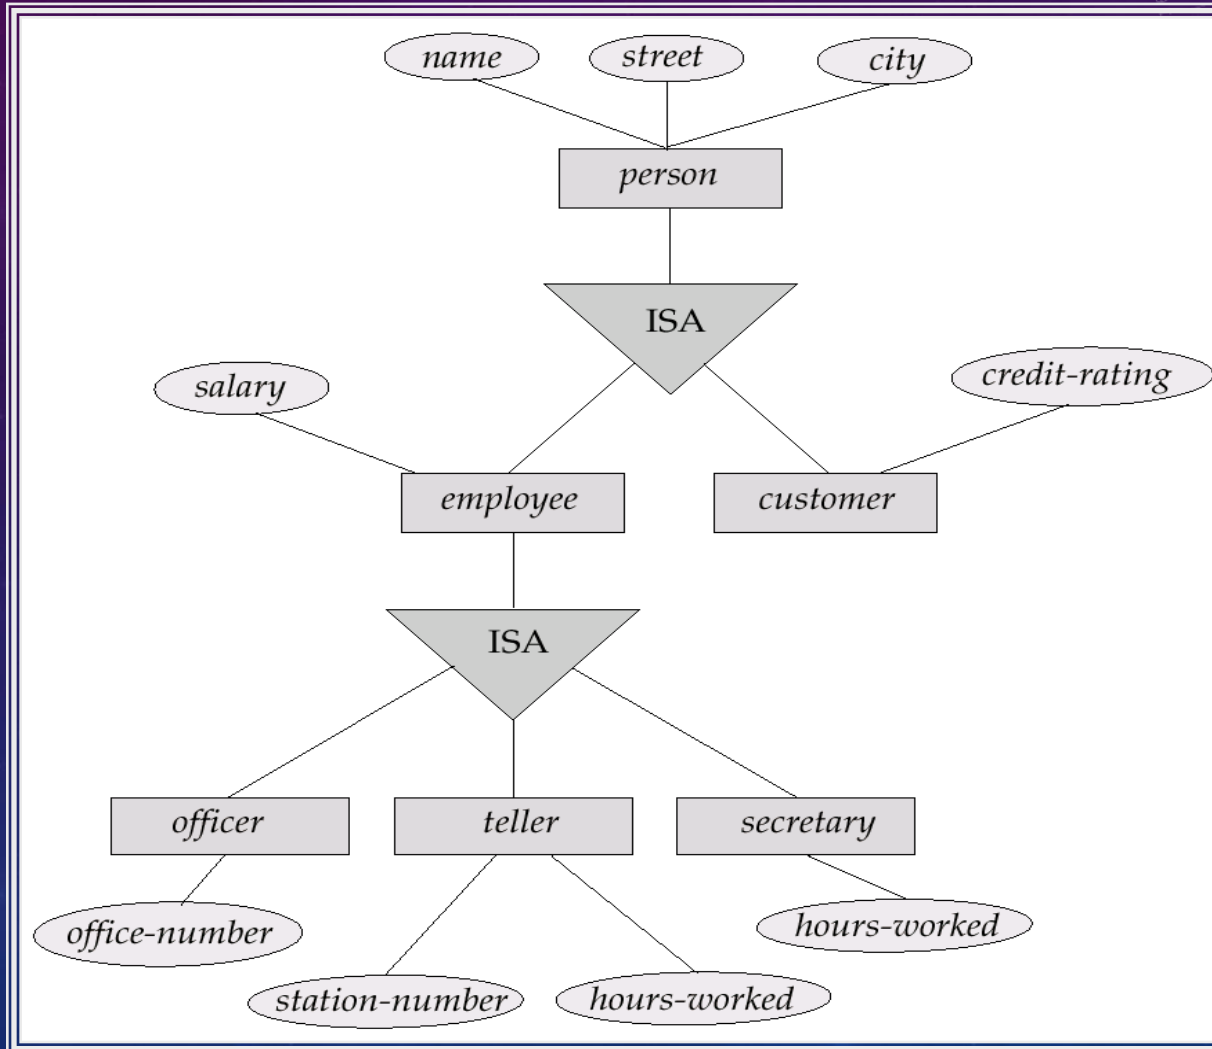 name
street
city
person
ISA
salary
credit-rating
employee
customer
ISA
officer
teller
secretary
office-number
hours-worked
station-number
hours-worked